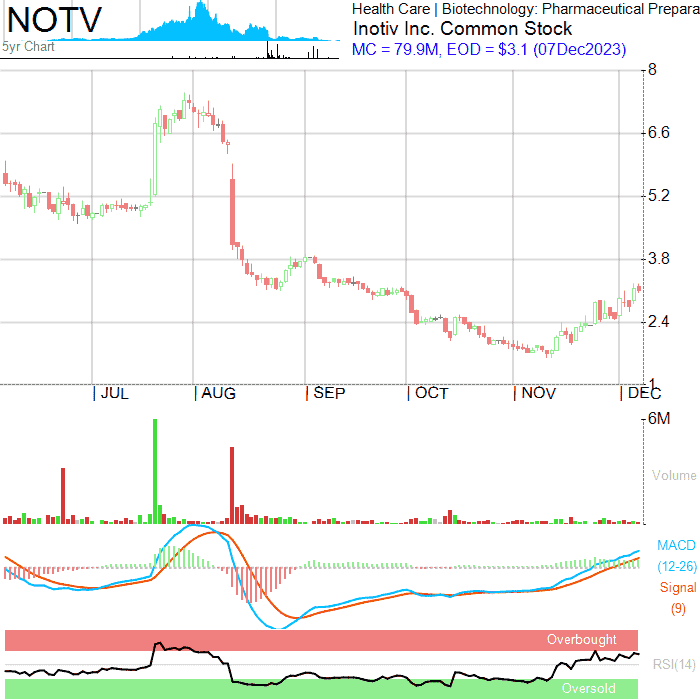 NOTV
5yr Chart
Health Care | Biotechnology: Pharmaceutical Prepara
Inotiv Inc. Common Stock
MC = 79.9M, EOD = $3.1 (07Dec2023)
8
6.6
5.2
3.8
2.4
1
| JUL | AUG | SEP | OCT | NOV | DEC
6M
Volume
MACD
(12-26)
Signal
(9)
Overbought
RSI(14)
Oversold